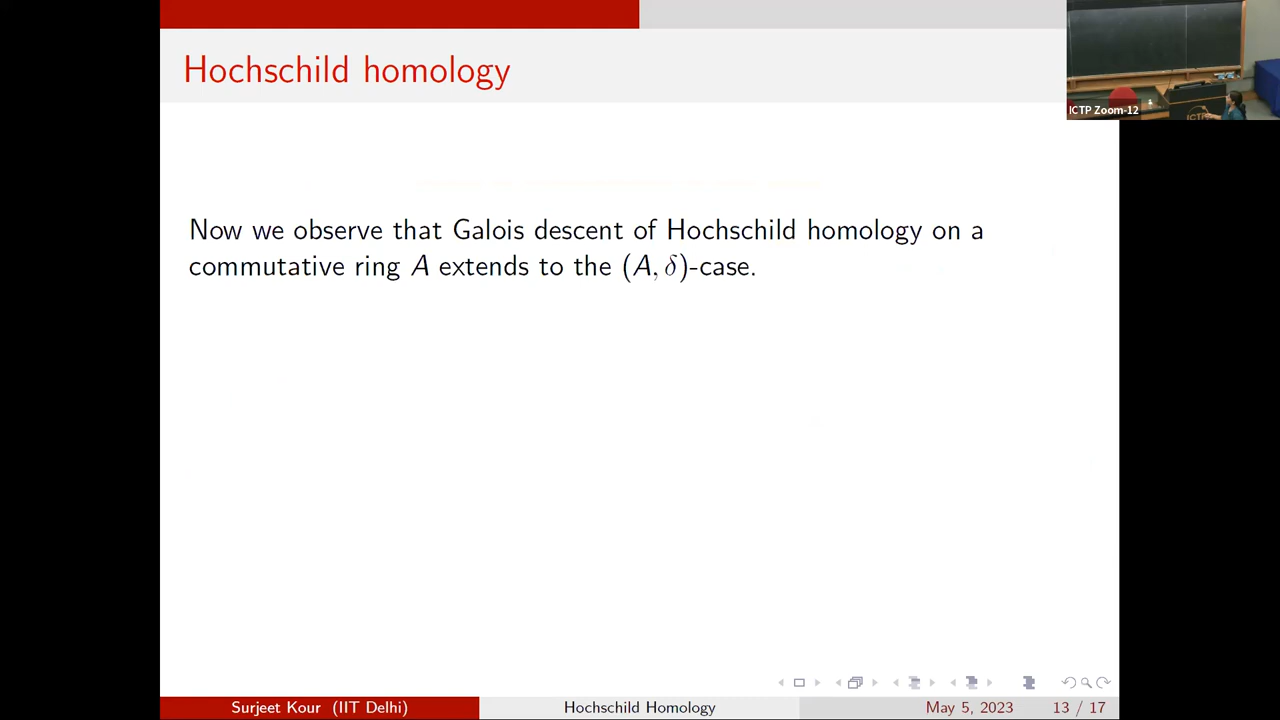 Hochschild homology
ICTP Zoom-12
ICTP
Now we observe that Galois descent of Hochschild homology on a
commutative ring A extends to the (A, δ)-case.
Surjeet Kour (IIT Delhi)
Hochschild Homology
May 5, 2023
13 / 17